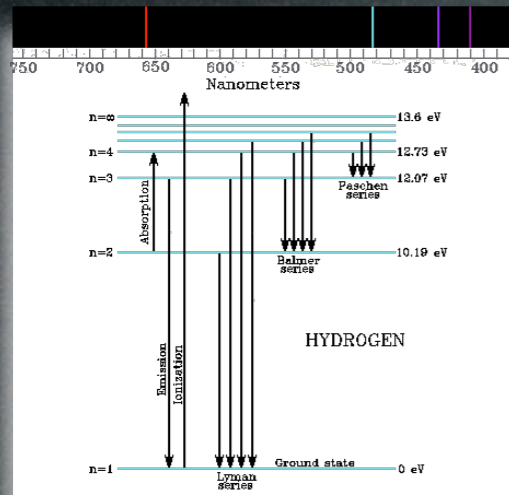 750 700 650 600 550 500 450 400
Nanometers
n=∞ 13.6 eV
n=4 12.73 eV
n=3 12.07 eV
Paschen
series
Absorption
n=2 10.19 eV
Balmer
series
HYDROGEN
Emission
Ionization
Ground state
n=1 0 eV
Lyman
series